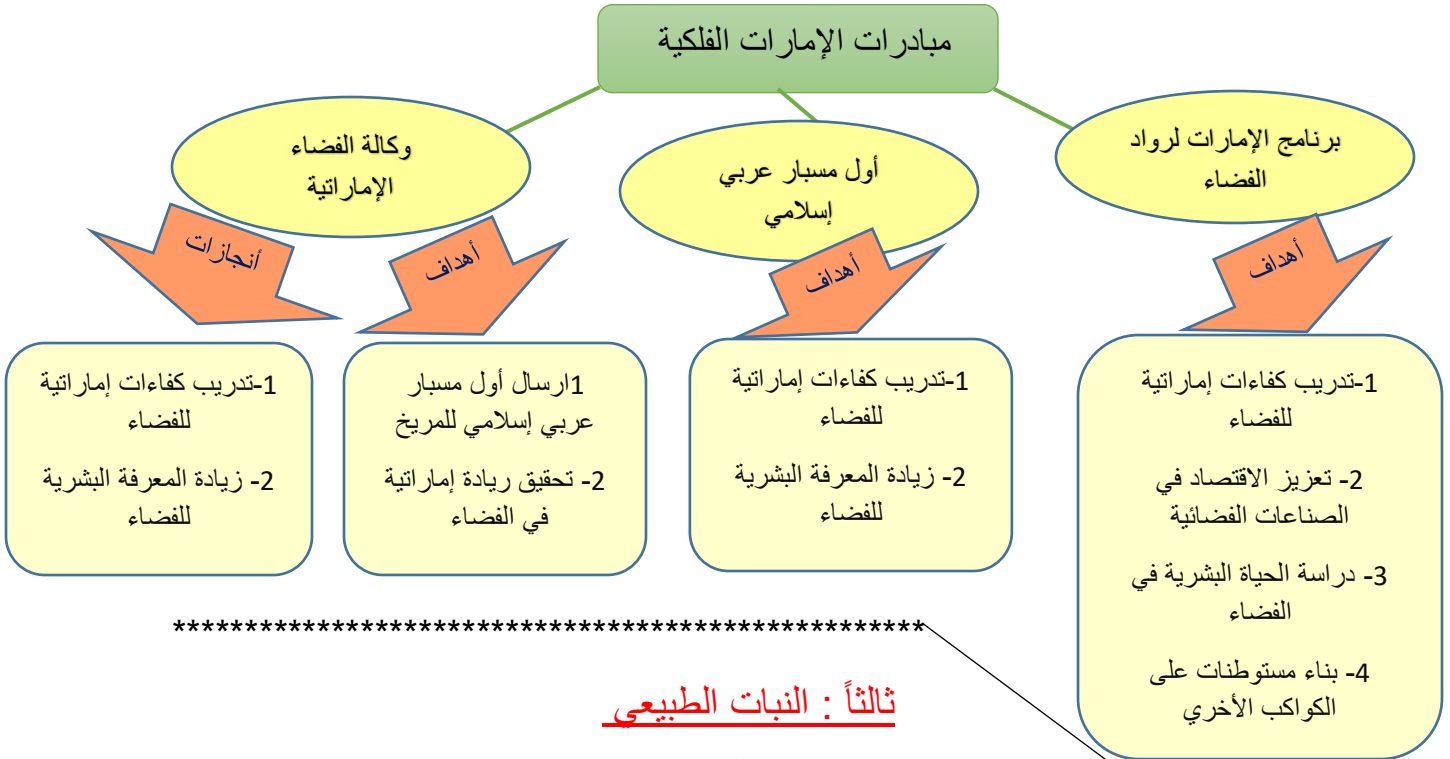 مبادرات الإمارات الفلكية
برنامج الإمارات لرواد
الفضاء
أول مسبار عربي
إسلامي
وكالة الفضاء
الإماراتية
أهداف
أهداف
أهداف
أنجازات
1-تدريب كفاءات إماراتية
للفضاء
2- تعزيز الاقتصاد في
الصناعات الفضائية
3- دراسة الحياة البشرية في
الفضاء
4- بناء مستوطنات على
الكواكب الأخري
1-تدريب كفاءات إماراتية
للفضاء
2- زيادة المعرفة البشرية
للفضاء
1ارسال أول مسبار
عربي إسلامي للمريخ
2- تحقيق ريادة إماراتية
في الفضاء
1-تدريب كفاءات إماراتية
للفضاء
2- زيادة المعرفة البشرية
للفضاء
*****************************************************
ثالثاً : النبات الطبيعي